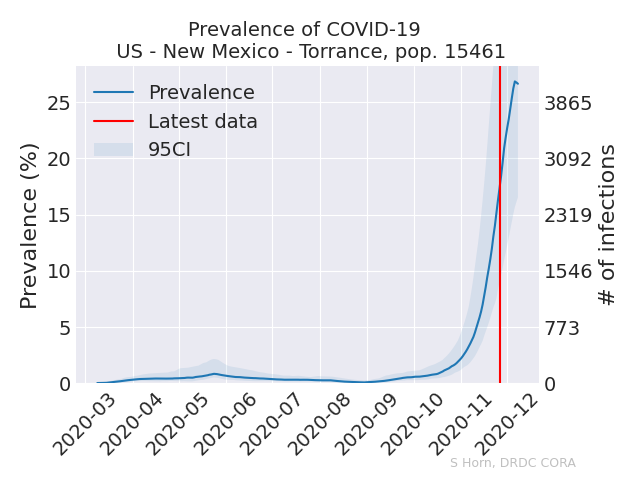 Prevalence of COVID-19
US - New Mexico - Torrance, pop. 15461
Prevalence
Latest data
95CI
Prevalence (%)
25
20
15
10
5
0
3865
3092
2319
1546
773
0
# of infections
2020-03
2020-04
2020-05
2020-06
2020-07
2020-08
2020-09
2020-10
2020-11
2020-12
S Horn, DRDC CORA